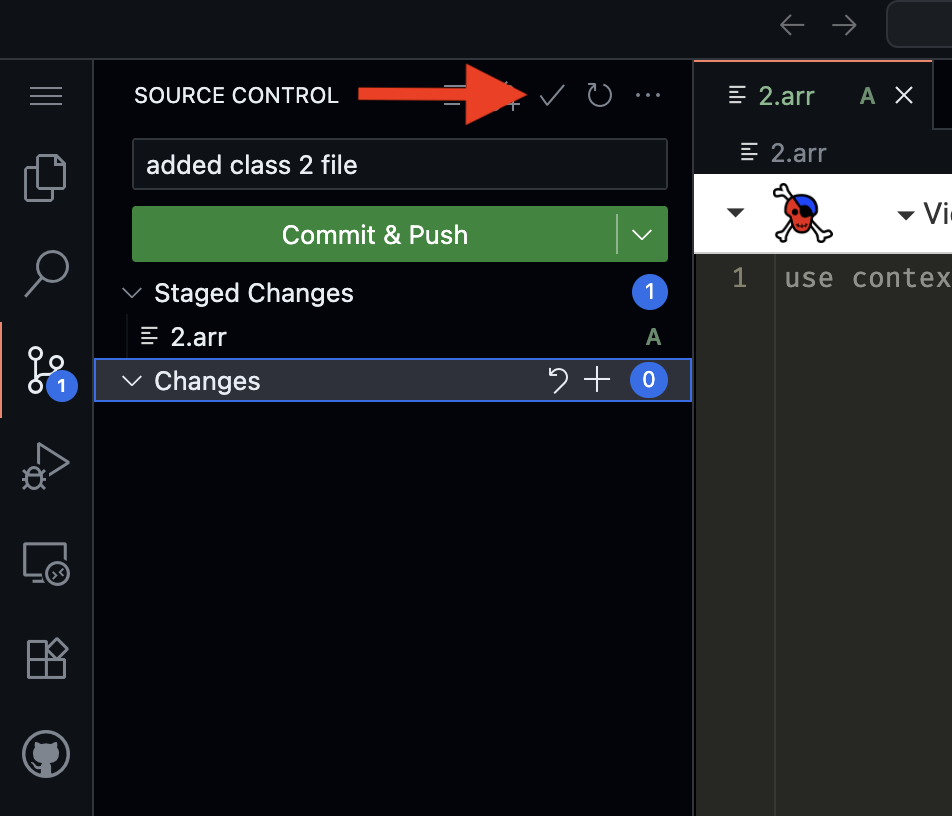 SOURCE CONTROL
added class 2 file
Commit & Push
Staged Changes 1
2.arr A
Changes 0
1
2.arr A
2.arr
1 use contex